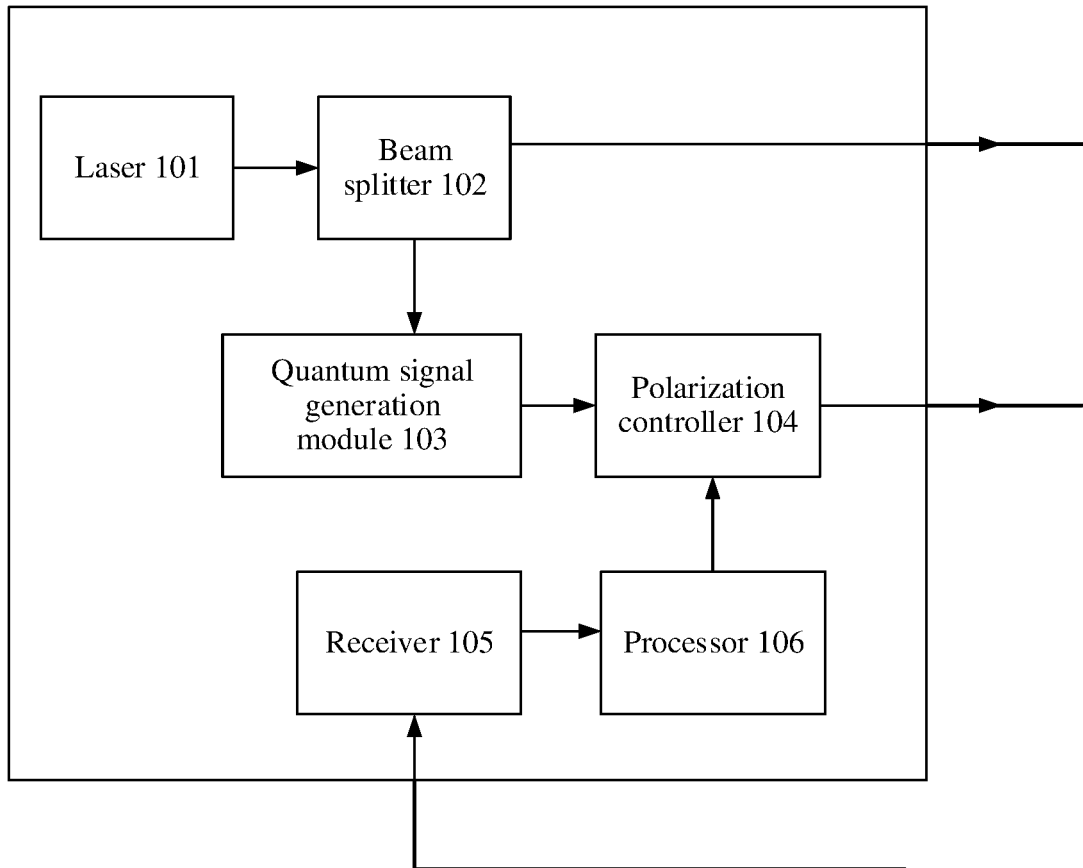 Laser 101
Beam
splitter 102
Quantum signal
generation
module 103
Polarization
controller 104
Receiver 105
Processor 106